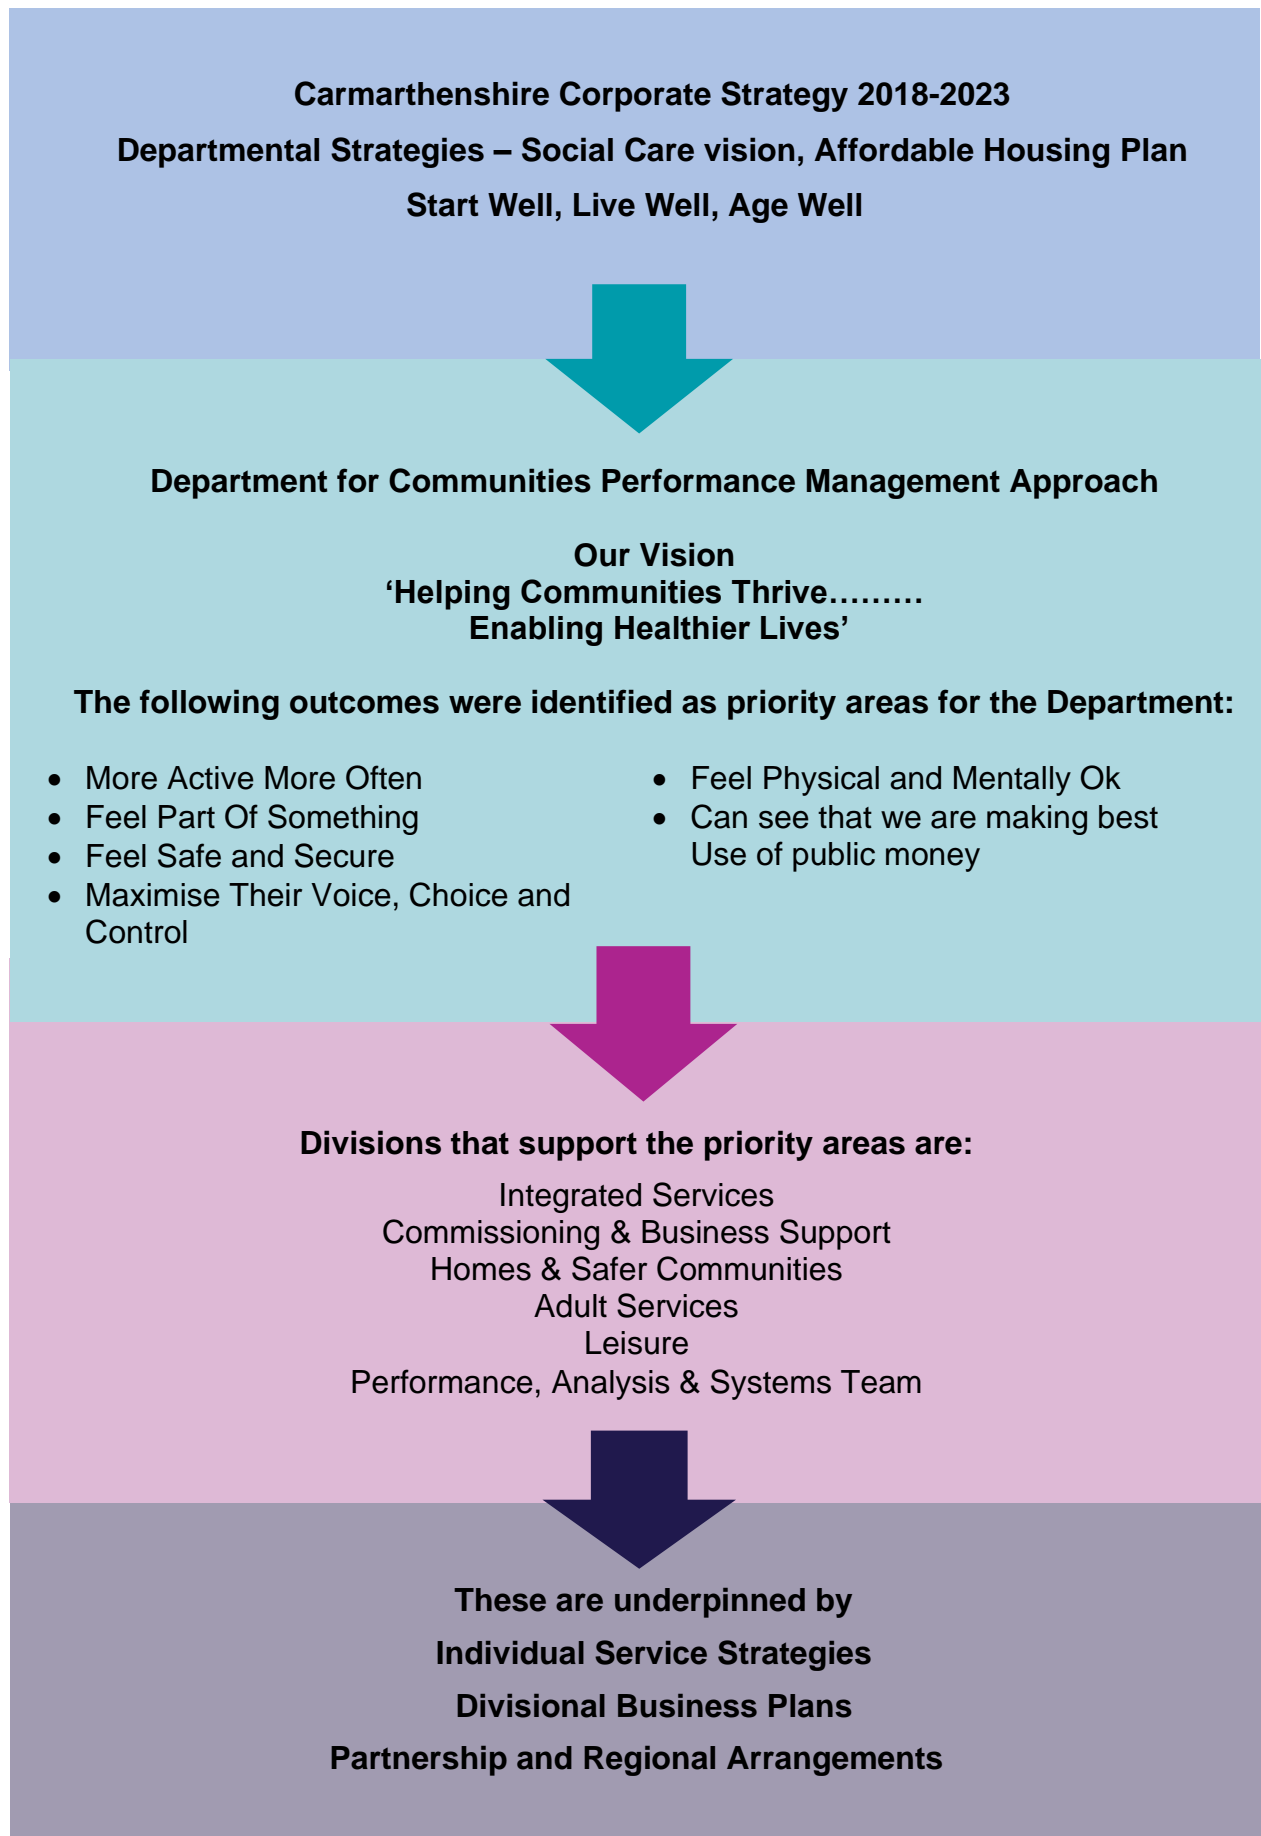 Carmarthenshire Corporate Strategy 2018-2023
Departmental Strategies – Social Care vision, Affordable Housing Plan
Start Well, Live Well, Age Well
Department for Communities Performance Management Approach
Our Vision
‘Helping Communities Thrive………
Enabling Healthier Lives’
The following outcomes were identified as priority areas for the Department:
• More Active More Often
• Feel Part Of Something
• Feel Safe and Secure
• Maximise Their Voice, Choice and
Control
• Feel Physical and Mentally Ok
• Can see that we are making best
Use of public money
Divisions that support the priority areas are:
Integrated Services
Commissioning & Business Support
Homes & Safer Communities
Adult Services
Leisure
Performance, Analysis & Systems Team
These are underpinned by
Individual Service Strategies
Divisional Business Plans
Partnership and Regional Arrangements